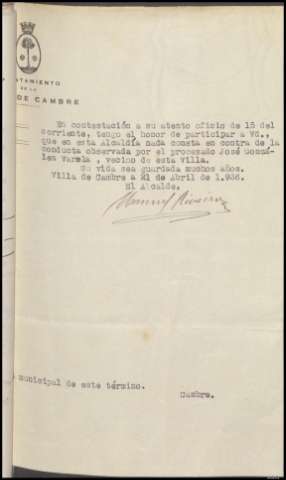 ATAMIENTO
DE LA
DE CAMBRE
En contestación a su atento oficio de 15 del
corriente, tengo el honor de participar a Vd.,
que en esta Alcaldía nada consta en contra de la
conducta observada por el procesado José Gonzá-
lez Varela , vecino de esta villa.
Su vida sea guardada muchos años.
Villa de Cambre a 21 de Abril de 1.936.
El Alcalde.
municipal de este término.
Cambre.